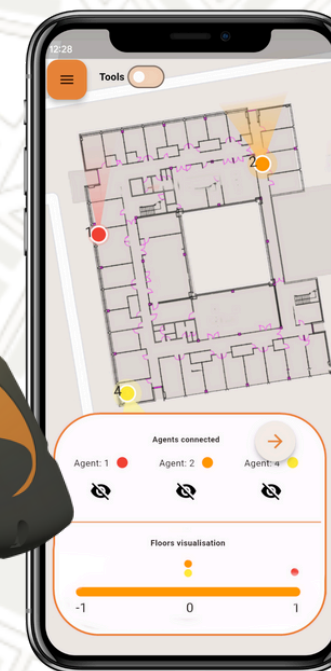 12:28
Tools
2
1
4
Agents connected
Agent: 1 Agent: 2 Agent: 4
Floors visualisation
-1 0 1